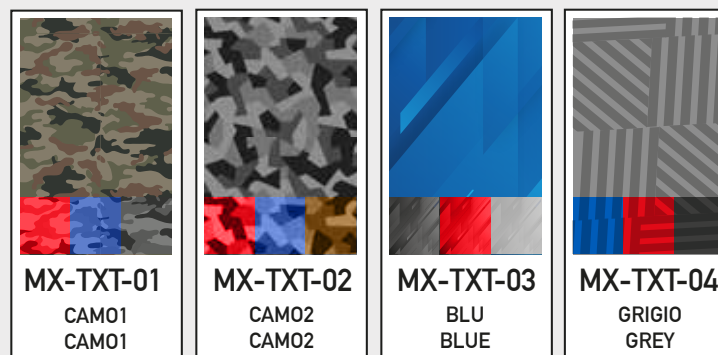 MX-TXT-01
CAMO1
CAMO1
MX-TXT-02
CAMO2
CAMO2
MX-TXT-03
BLU
BLUE
MX-TXT-04
GRIGIO
GREY